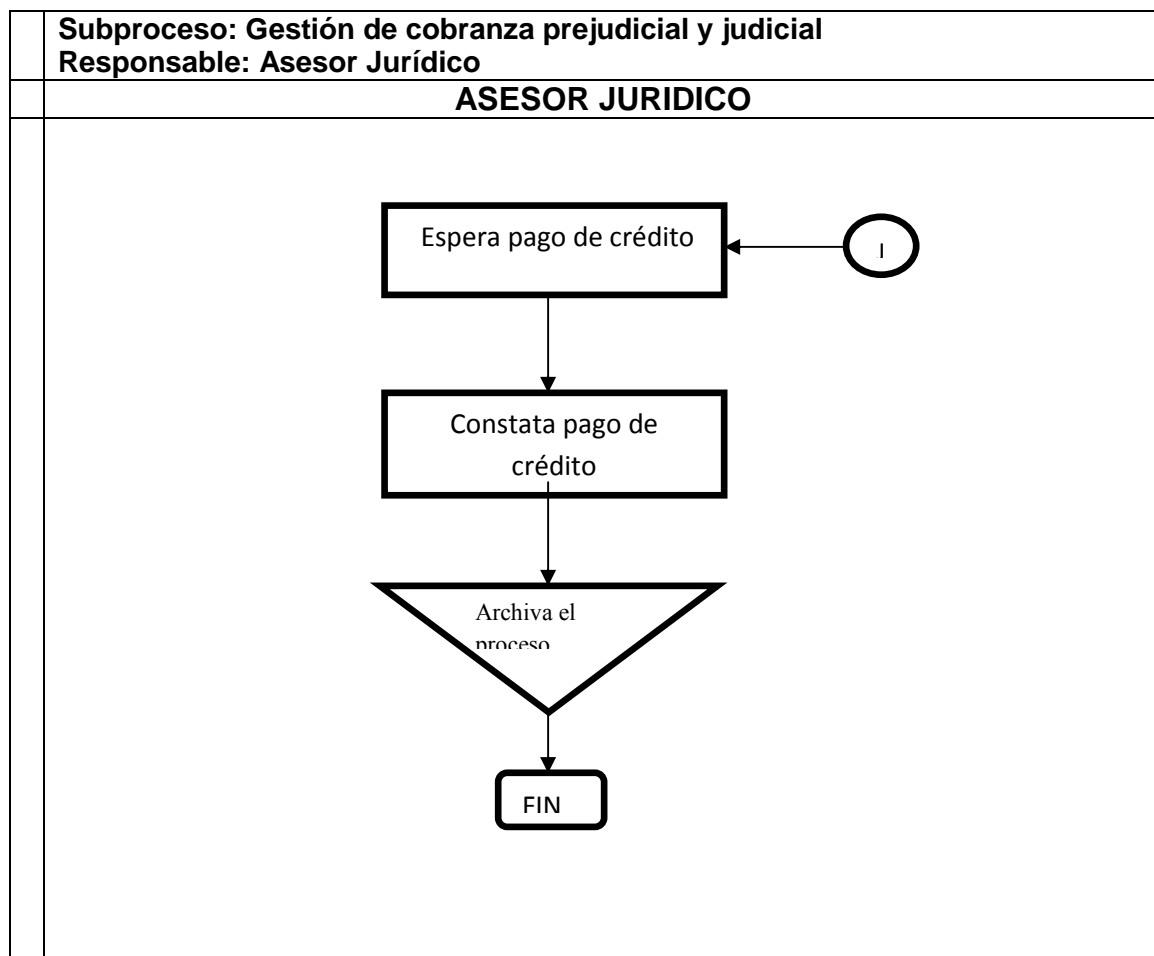 Subproceso: Gestión de cobranza prejudicial y judicial
Responsable: Asesor Jurídico
ASESOR JURIDICO
Espera pago de crédito
Constata pago de
crédito
Archiva el
proceso
FIN